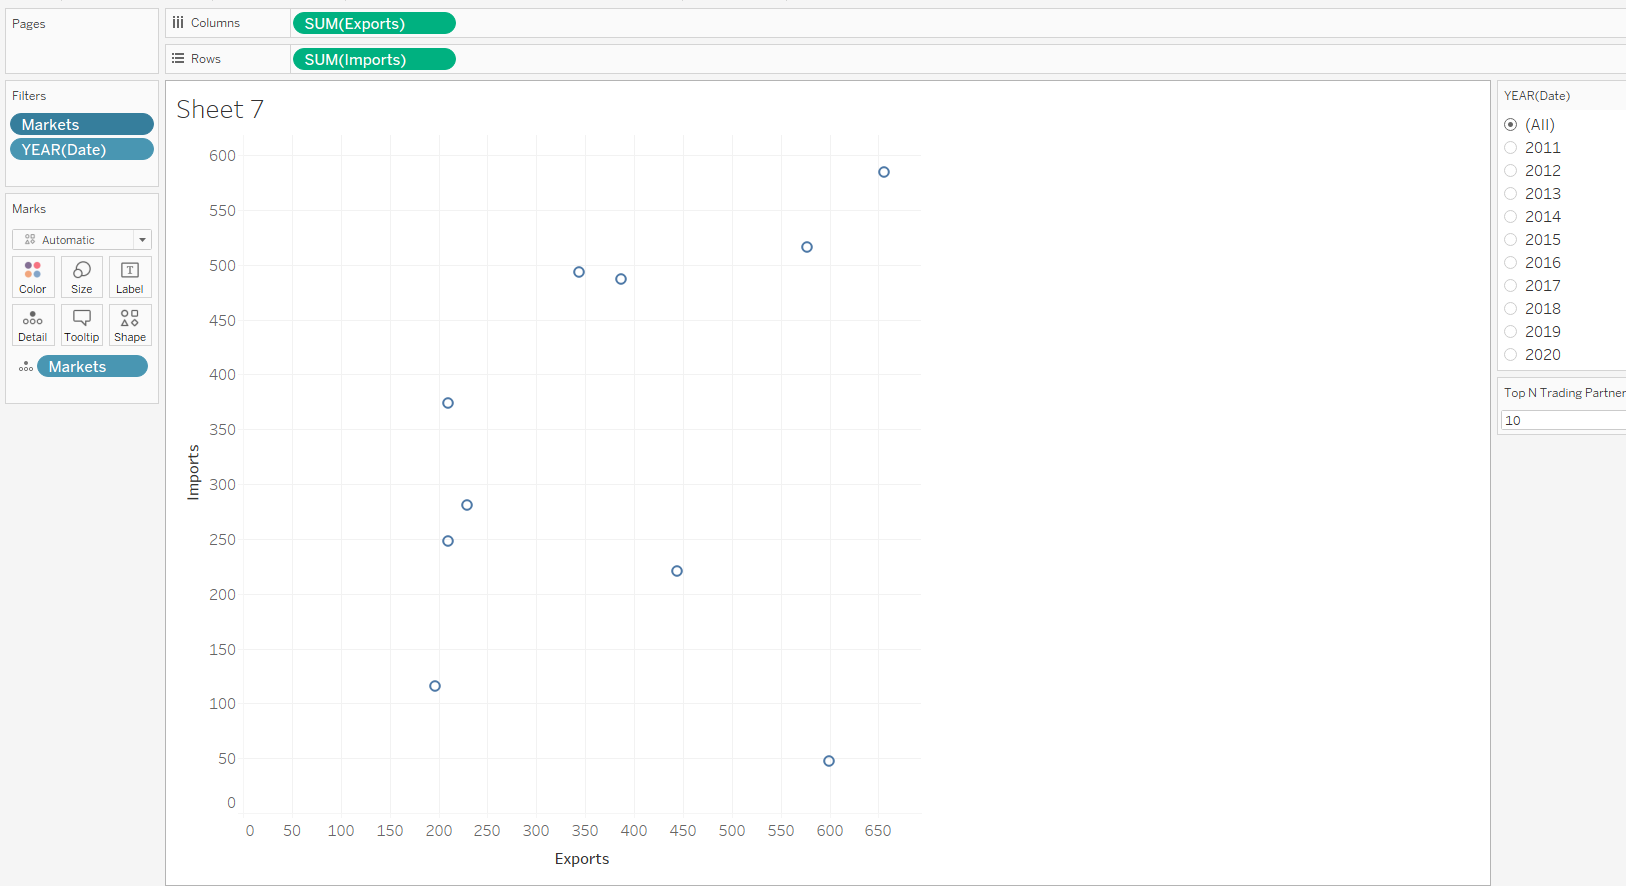 Pages
Columns
SUM(Exports)
Rows
SUM(Imports)
Filters
Markets
YEAR(Date)
Marks
Automatic
Color
Size
Label
Detail
Tooltip
Shape
Markets
Sheet 7
600
550
500
450
400
350
300
250
200
150
100
50
0
Imports
0 50 100 150 200 250 300 350 400 450 500 550 600 650
Exports
YEAR(Date)
(All)
2011
2012
2013
2014
2015
2016
2017
2018
2019
2020
Top N Trading Partner
10